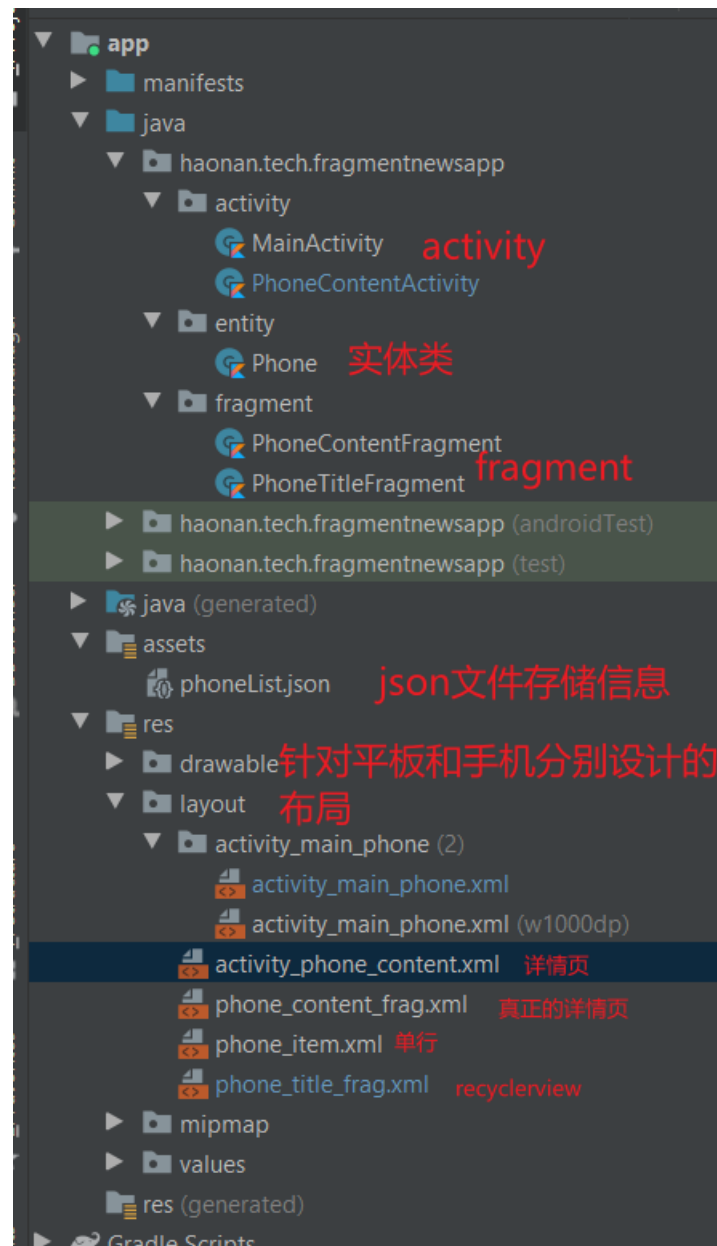 app
manifests
java
haonan.tech.fragmentnewsapp
activity
MainActivity activity
PhoneContentActivity
entity
Phone 实体类
fragment
PhoneContentFragment
PhoneTitleFragment fragment
haonan.tech.fragmentnewsapp (androidTest)
haonan.tech.fragmentnewsapp (test)
java (generated)
assets
phoneList.json json文件存储信息
res
drawable 针对平板和手机分别设计的
layout 布局
activity_main_phone (2)
activity_main_phone.xml
activity_main_phone.xml (w1000dp)
activity_phone_content.xml 详情页
phone_content_frag.xml 真正的详情页
phone_item.xml 单行
phone_title_frag.xml recyclerview
mipmap
values
res (generated)
Gradle Scripts